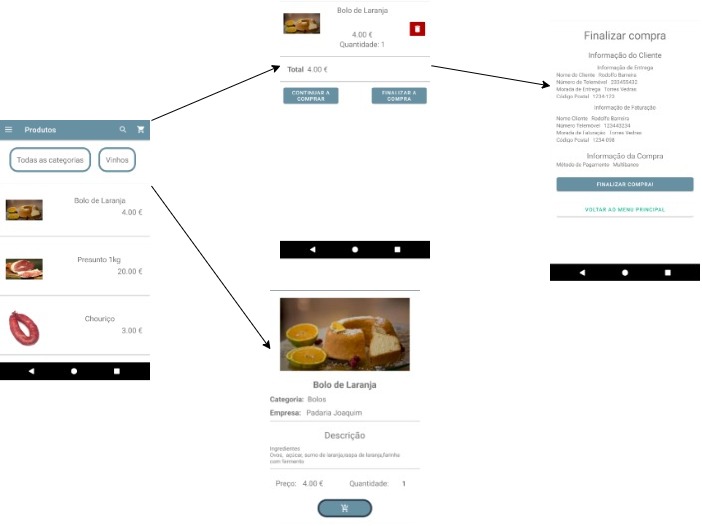 Produtos
Todas as categorias
Vinhos
Bolo de Laranja
4.00 €
Presunto 1kg
20.00 €
Chouriço
3.00 €
Bolo de Laranja
4.00 €
Quantidade: 1
Total 4.00 €
CONTINUAR A
COMPRAR
FINALIZAR A
COMPRA
Bolo de Laranja
Categoria: Bolos
Empresa: Padaria Joaquim
Descrição
Ingredientes
Ovos, açúcar, sumo de laranja,raspa de laranja,farinha
com fermento
Preço: 4.00 €
Quantidade: 1
Finalizar compra
Informação do Cliente
Informação de Entrega
Nome do Cliente Rodolfo Barreira
Número de Telemóvel 233455432
Morada de Entrega Torres Vedras
Código Postal 1234-123
Informação de Faturação
Nome Cliente Rodolfo Barreira
Número Telemóvel 123443234
Morada de Faturação Torres Vedras
Código Postal 1234-098
Informação da Compra
Método de Pagamento Multibanco
FINALIZAR COMPRA!
VOLTAR AO MENU PRINCIPAL